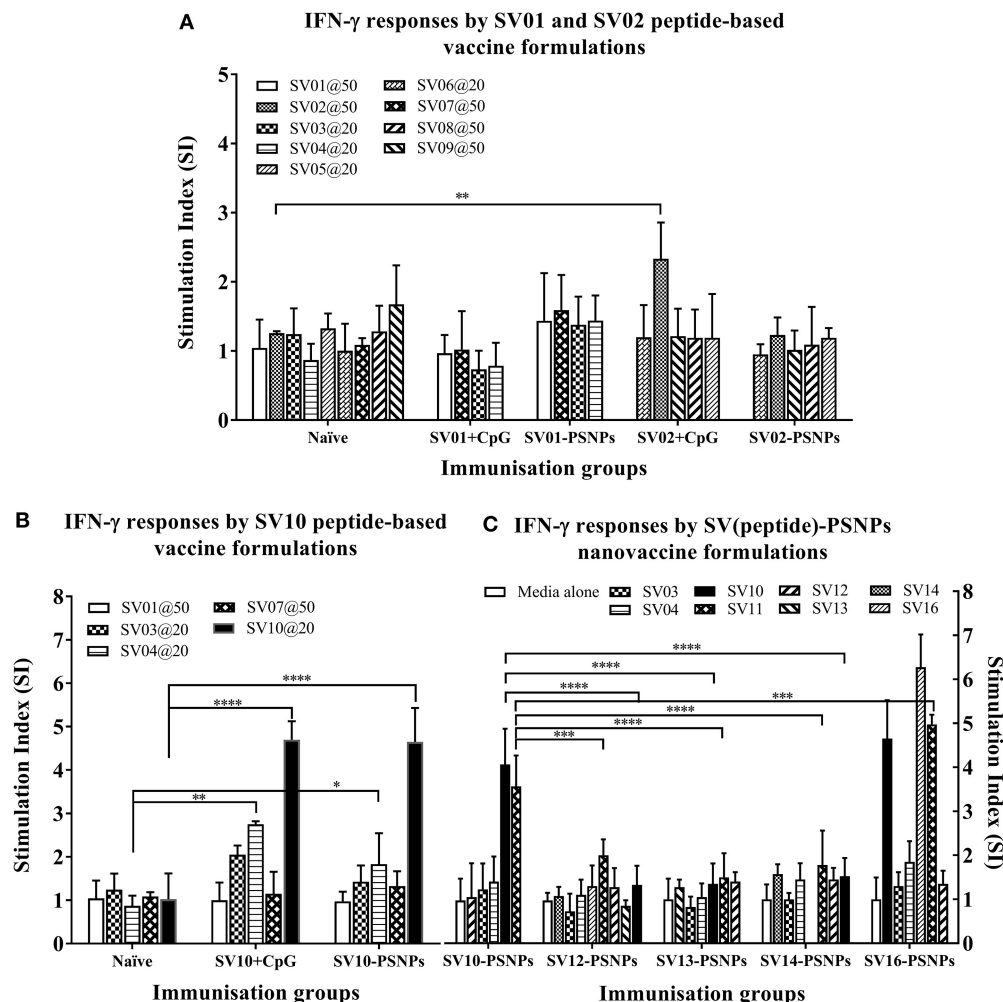 A
IFN-γ responses by SV01 and SV02 peptide-based
vaccine formulations
Stimulation Index (SI)
5
4
3
2
1
0
SV01@50
SV02@50
SV03@20
SV04@20
SV05@20
SV06@20
SV07@50
SV08@50
SV09@50
**
Naïve
SV01+CpG
SV01-PSNPs
SV02+CpG
SV02-PSNPs
Immunisation groups
B
IFN-γ responses by SV10 peptide-based
vaccine formulations
Stimulation Index (SI)
8
7
6
5
4
3
2
1
0
SV01@50
SV03@20
SV04@20
SV07@50
SV10@20
****
****
*
**
Naïve
SV10+CpG
SV10-PSNPs
Immunisation groups
C
IFN-γ responses by SV(peptide)-PSNPs
nanovaccine formulations
Media alone
SV03
SV04
SV10
SV11
SV12
SV13
SV14
SV16
****
****
****
***
****
****
***
8
7
6
5
4
3
2
1
0
Stimulation Index (SI)
SV10-PSNPs
SV12-PSNPs
SV13-PSNPs
SV14-PSNPs
SV16-PSNPs
Immunisation groups